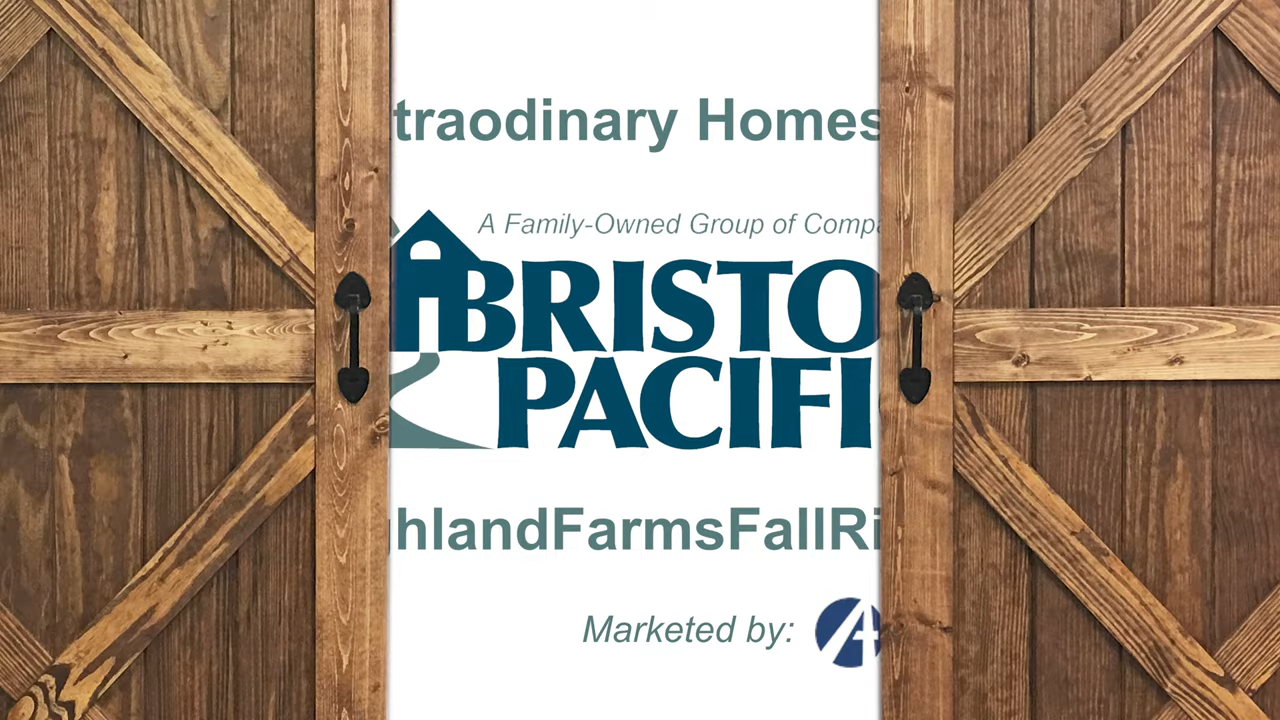 traodinary Homes
A Family-Owned Group of Compa
BRISTO
PACIFI
ghlandFarmsFallRi
Marketed by: